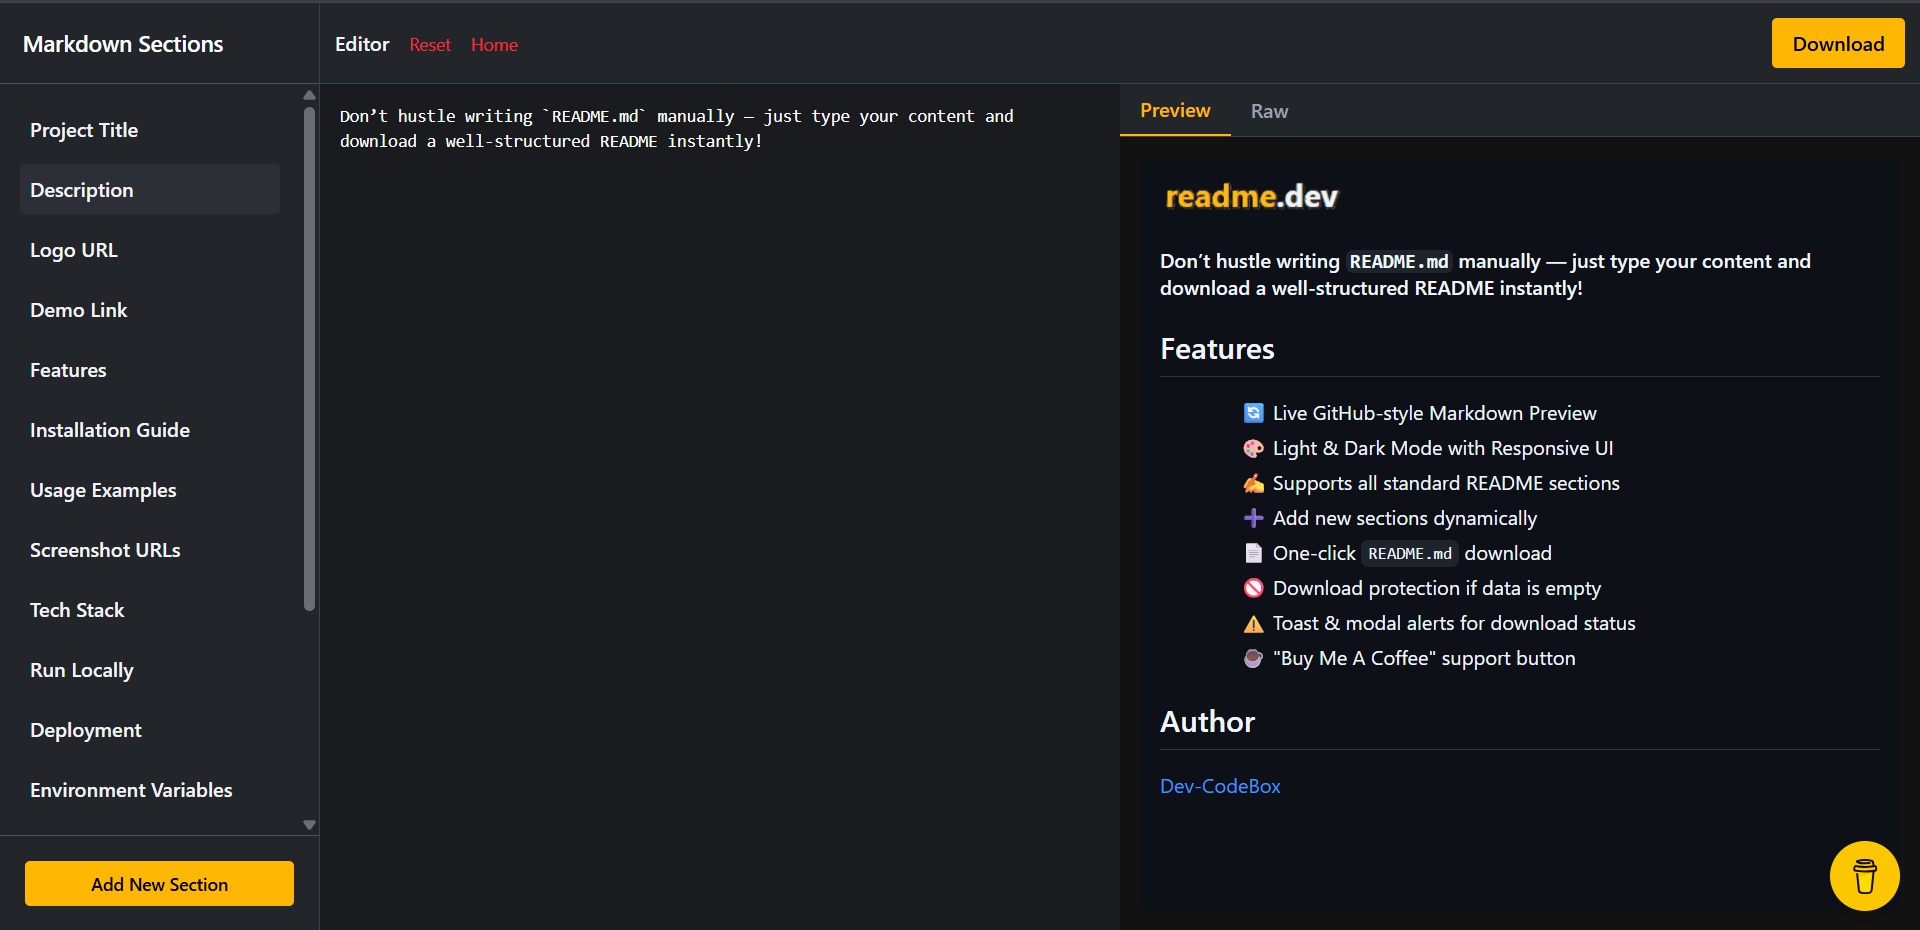 Markdown Sections
Editor Reset Home
Download
Project Title
Description
Logo URL
Demo Link
Features
Installation Guide
Usage Examples
Screenshot URLs
Tech Stack
Run Locally
Deployment
Environment Variables
Add New Section
Don’t hustle writing `README.md` manually — just type your content and
download a well-structured README instantly!
Preview Raw
readme.dev
Don’t hustle writing README.md manually — just type your content and
download a well-structured README instantly!
Features
🔄 Live GitHub-style Markdown Preview
🎨 Light & Dark Mode with Responsive UI
✍️ Supports all standard README sections
➕ Add new sections dynamically
📄 One-click README.md download
🚫 Download protection if data is empty
⚠️ Toast & modal alerts for download status
☕ "Buy Me A Coffee" support button
Author
Dev-CodeBox